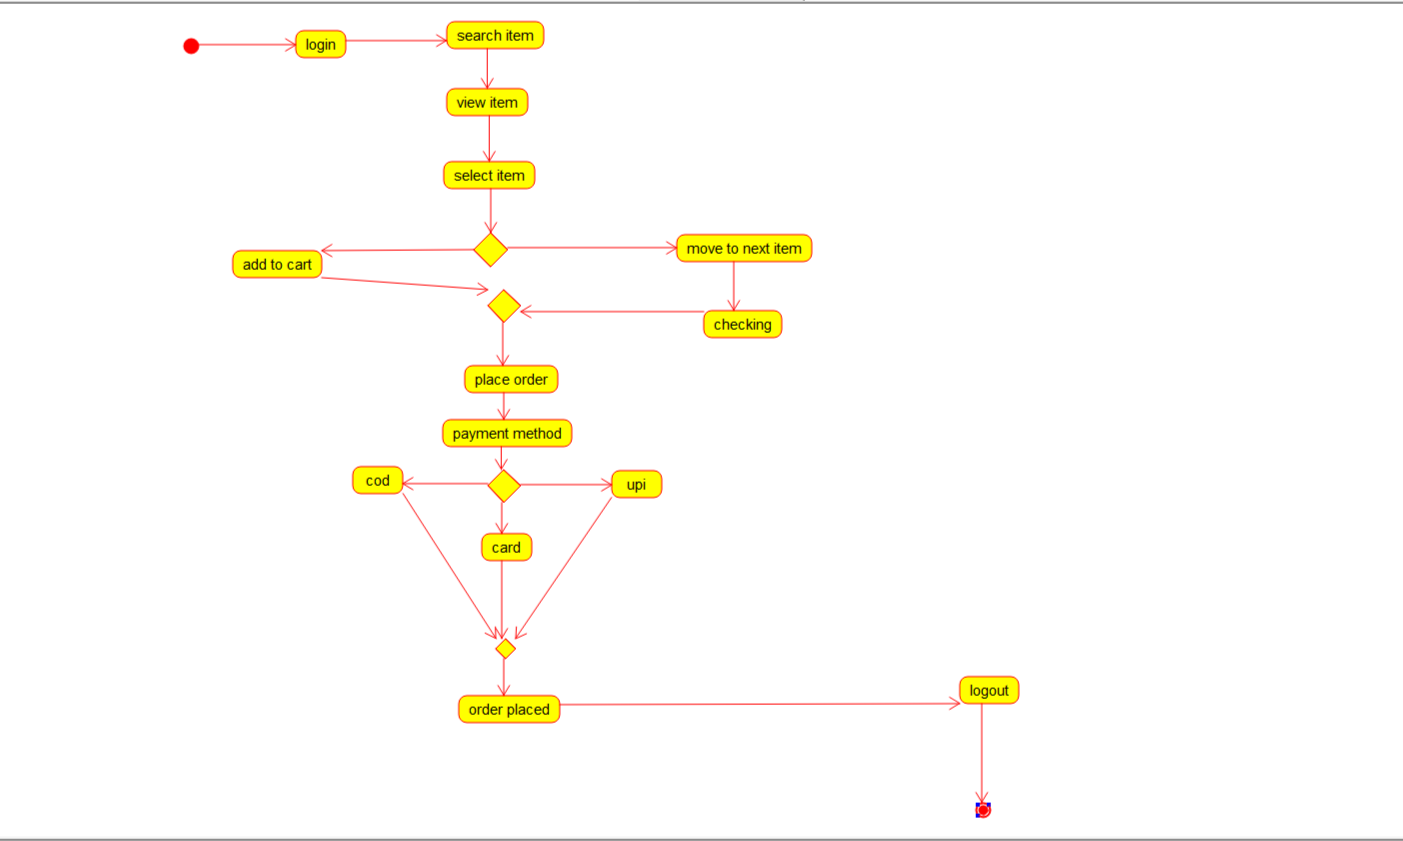 login
search item
view item
select item
add to cart
move to next item
checking
place order
payment method
cod
upi
card
order placed
logout